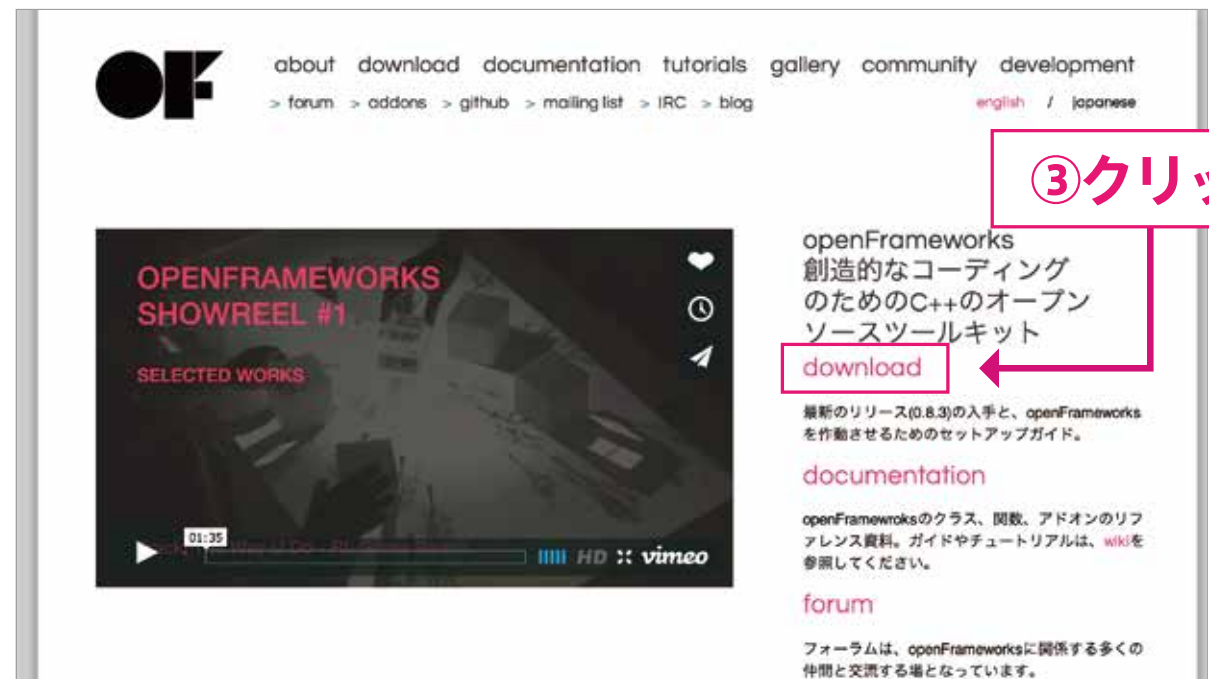 OF
about download documentation tutorials gallery community development
> forum > addons > github > mailing list > IRC > blog
english / japanese
③クリッ
OPENFRAMEWORKS
SHOWREEL #1
SELECTED WORKS
01:35
HD vimeo
openFrameworks
創造的なコーディング
のためのC++のオープン
ソースツールキット
download
最新のリリース(0.8.3)の入手と、openFrameworks
を作動させるためのセットアップガイド。
documentation
openFramewroksのクラス、関数、アドオンのリフ
ァレンス資料。ガイドやチュートリアルは、wikiを
参照してください。
forum
フォーラムは、openFrameworksに関係する多くの
仲間と交流する場となっています。